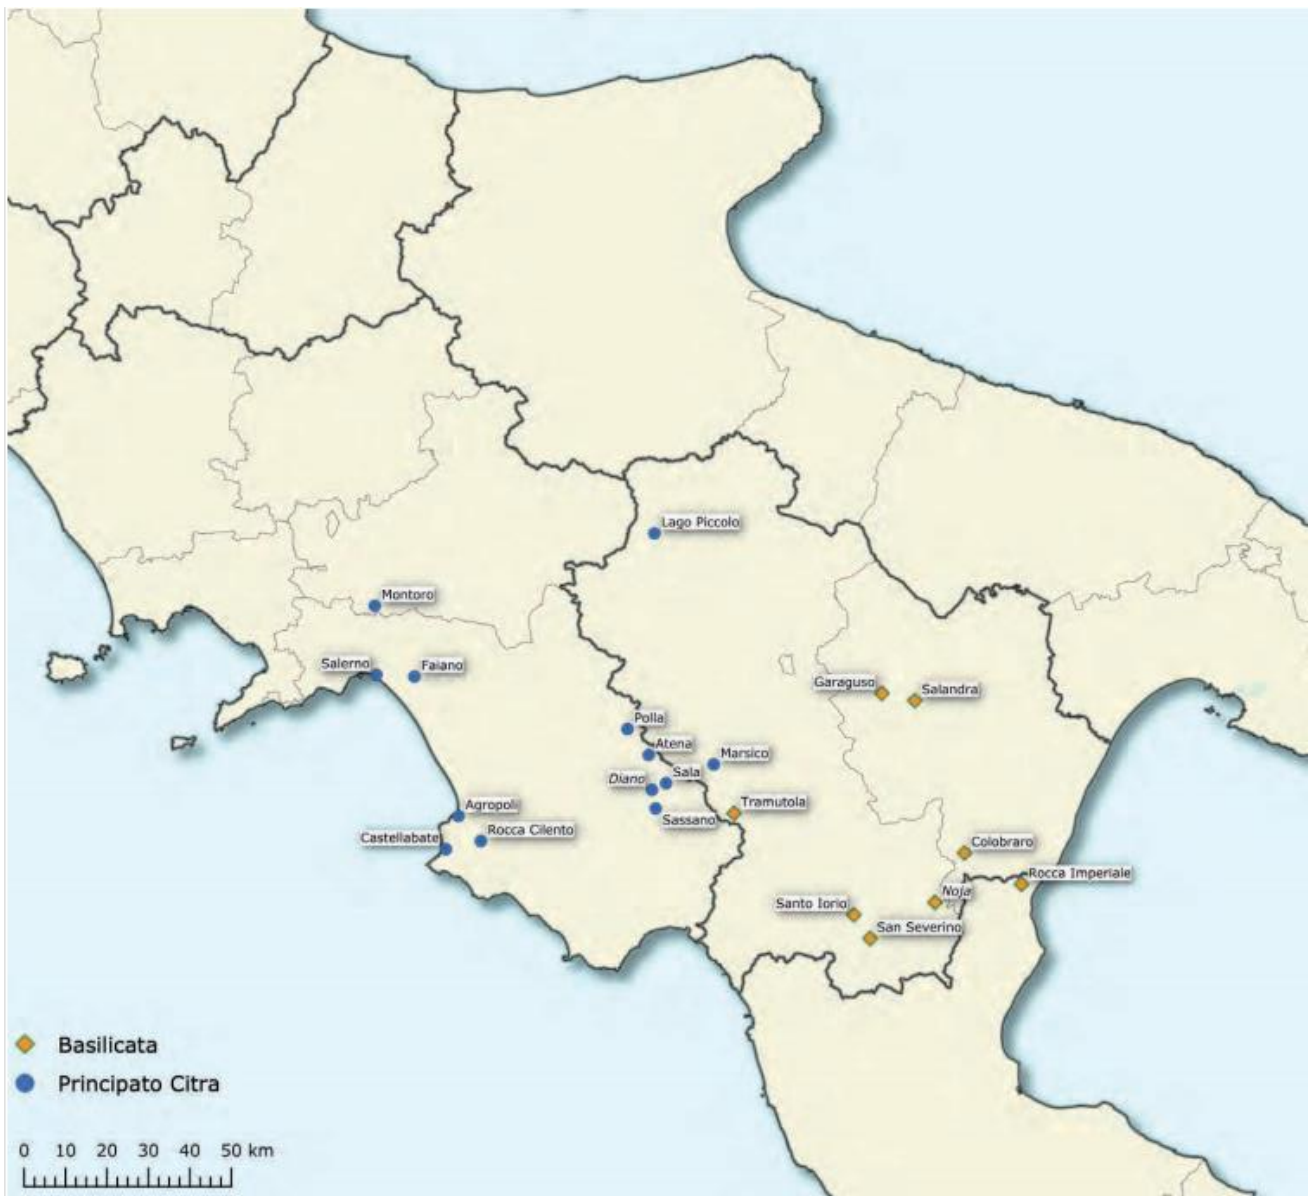 Lago Piccolo
Montoro
Salerno
Faiano
Garaguso
Salandra
Polla
Atena
Marsico
Diano
Sala
Sassano
Tramutola
Agropoli
Castellabate
Rocca Cilento
Colobraro
Rocca Imperiale
Noja
Santo Iorio
San Severino
Basilicata
Principato Citra
0 10 20 30 40 50 km